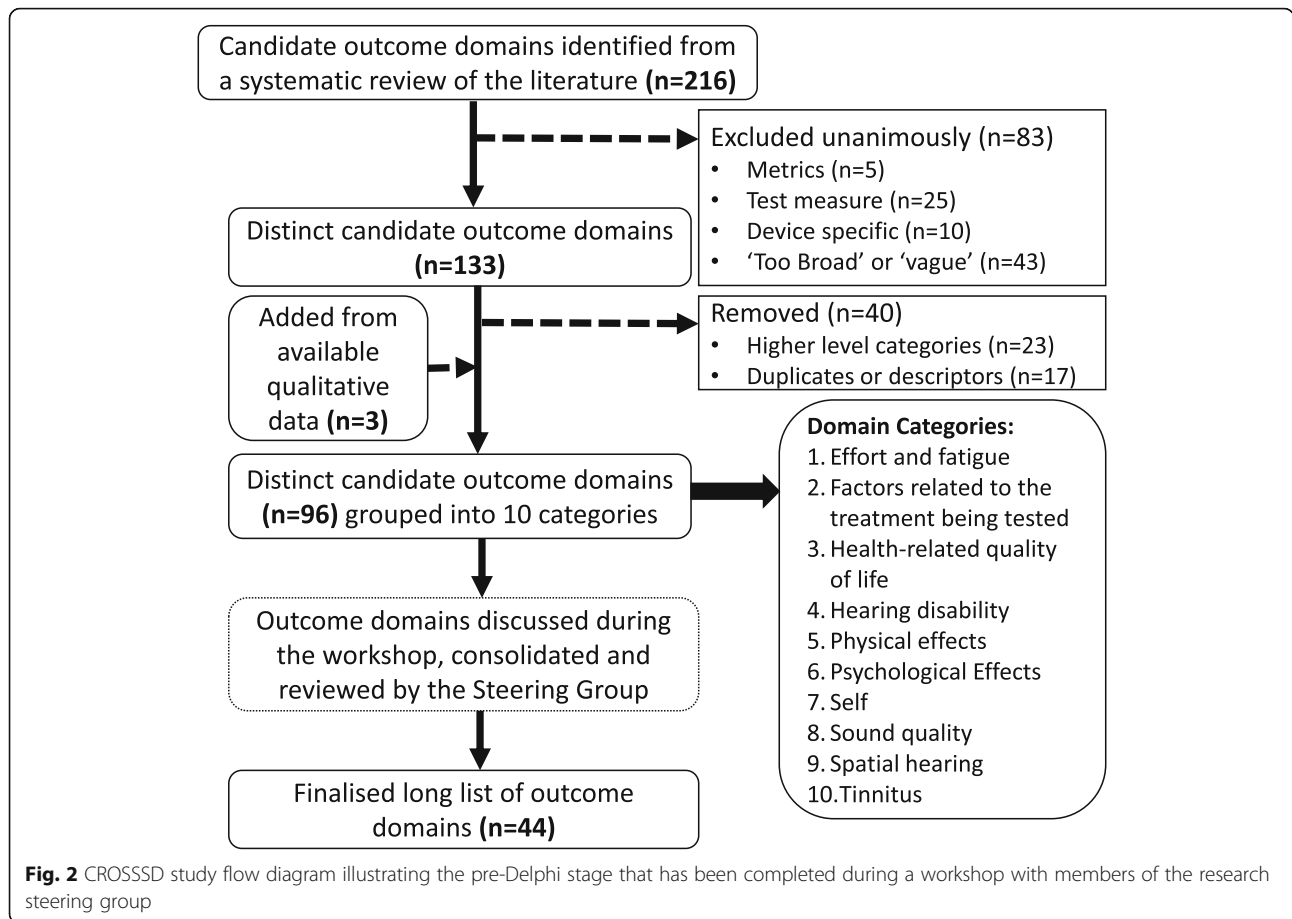 Candidate outcome domains identified from
a systematic review of the literature (n=216)
Excluded unanimously (n=83)
• Metrics (n=5)
• Test measure (n=25)
• Device specific (n=10)
• ‘Too Broad’ or ‘vague’ (n=43)
Distinct candidate outcome domains
(n=133)
Removed (n=40)
• Higher level categories (n=23)
• Duplicates or descriptors (n=17)
Added from
available
qualitative
data (n=3)
Distinct candidate outcome domains
(n=96) grouped into 10 categories
Domain Categories:
1. Effort and fatigue
2. Factors related to the
treatment being tested
3. Health-related quality
of life
4. Hearing disability
5. Physical effects
6. Psychological Effects
7. Self
8. Sound quality
9. Spatial hearing
10.Tinnitus
Outcome domains discussed during
the workshop, consolidated and
reviewed by the Steering Group
Finalised long list of outcome
domains (n=44)
Fig. 2 CROSSSD study flow diagram illustrating the pre-Delphi stage that has been completed during a workshop with members of the research
steering group